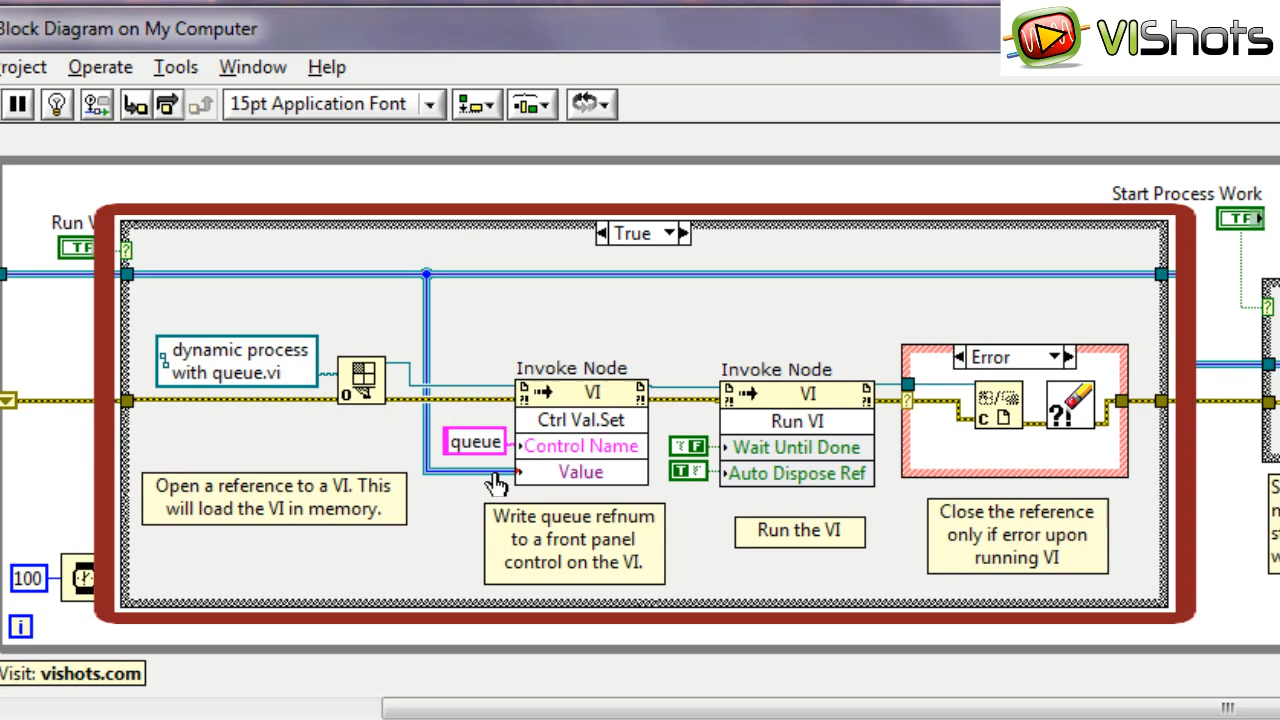 Block Diagram on My Computer
VIShots
roject Operate Tools Window Help
15pt Application Font
Start Process Work
TF
Run V
TF
?
True
?
dynamic process
with queue.vi
Invoke Node
VI
Ctrl Val.Set
queue
Control Name
Value
Invoke Node
VI
Run VI
F
Wait Until Done
T
Auto Dispose Ref
Error
?
C
?!
Open a reference to a VI. This
will load the VI in memory.
Write queue refnum
to a front panel
control on the VI.
Run the VI
Close the reference
only if error upon
running VI
100
i
Visit: vishots.com